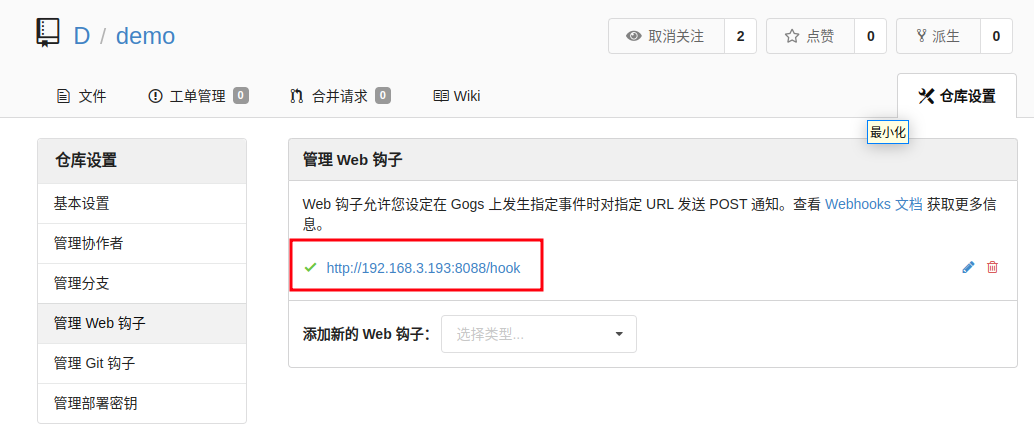 D / demo
取消关注 2 点赞 0 派生 0
文件 工单管理 0 合并请求 0 Wiki 仓库设置
最小化
仓库设置
基本设置
管理协作者
管理分支
管理 Web 钩子
管理 Git 钩子
管理部署密钥
管理 Web 钩子
Web 钩子允许您设定在 Gogs 上发生指定事件时对指定 URL 发送 POST 通知。查看 Webhooks 文档 获取更多信
息。
http://192.168.3.193:8088/hook
添加新的 Web 钩子： 选择类型...